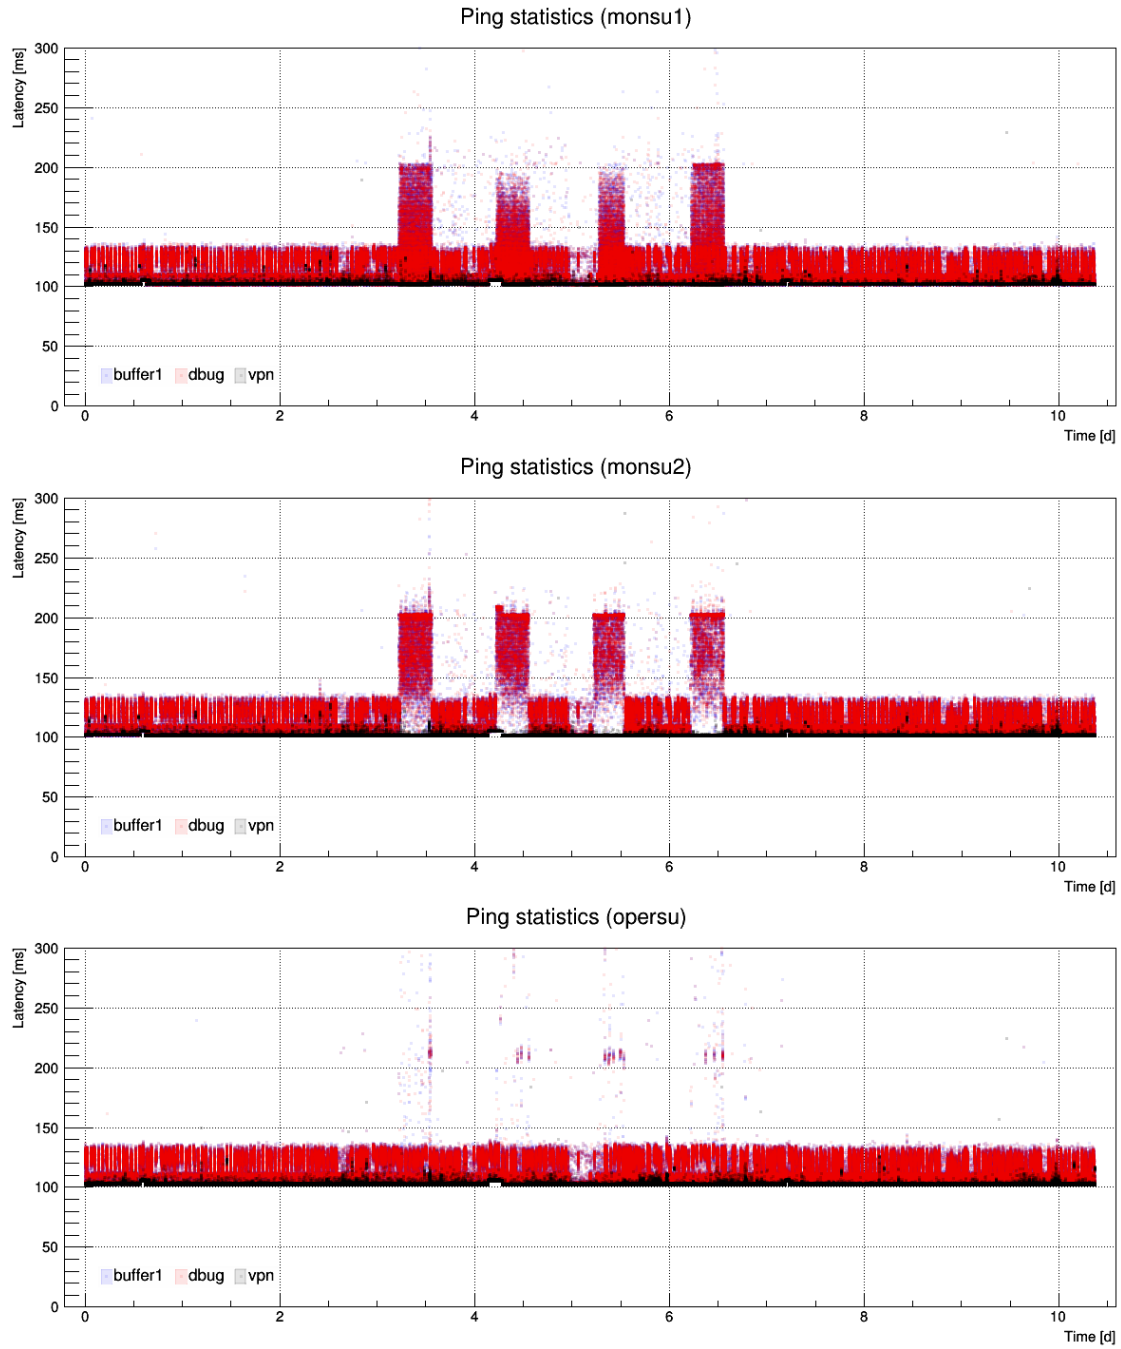 Ping statistics (monsu1)
Latency [ms]
300
250
200
150
100
50
0
buffer1 dbug vpn
0 2 4 6 8 10
Time [d]
Ping statistics (monsu2)
Latency [ms]
300
250
200
150
100
50
0
buffer1 dbug vpn
0 2 4 6 8 10
Time [d]
Ping statistics (opersu)
Latency [ms]
300
250
200
150
100
50
0
buffer1 dbug vpn
0 2 4 6 8 10
Time [d]